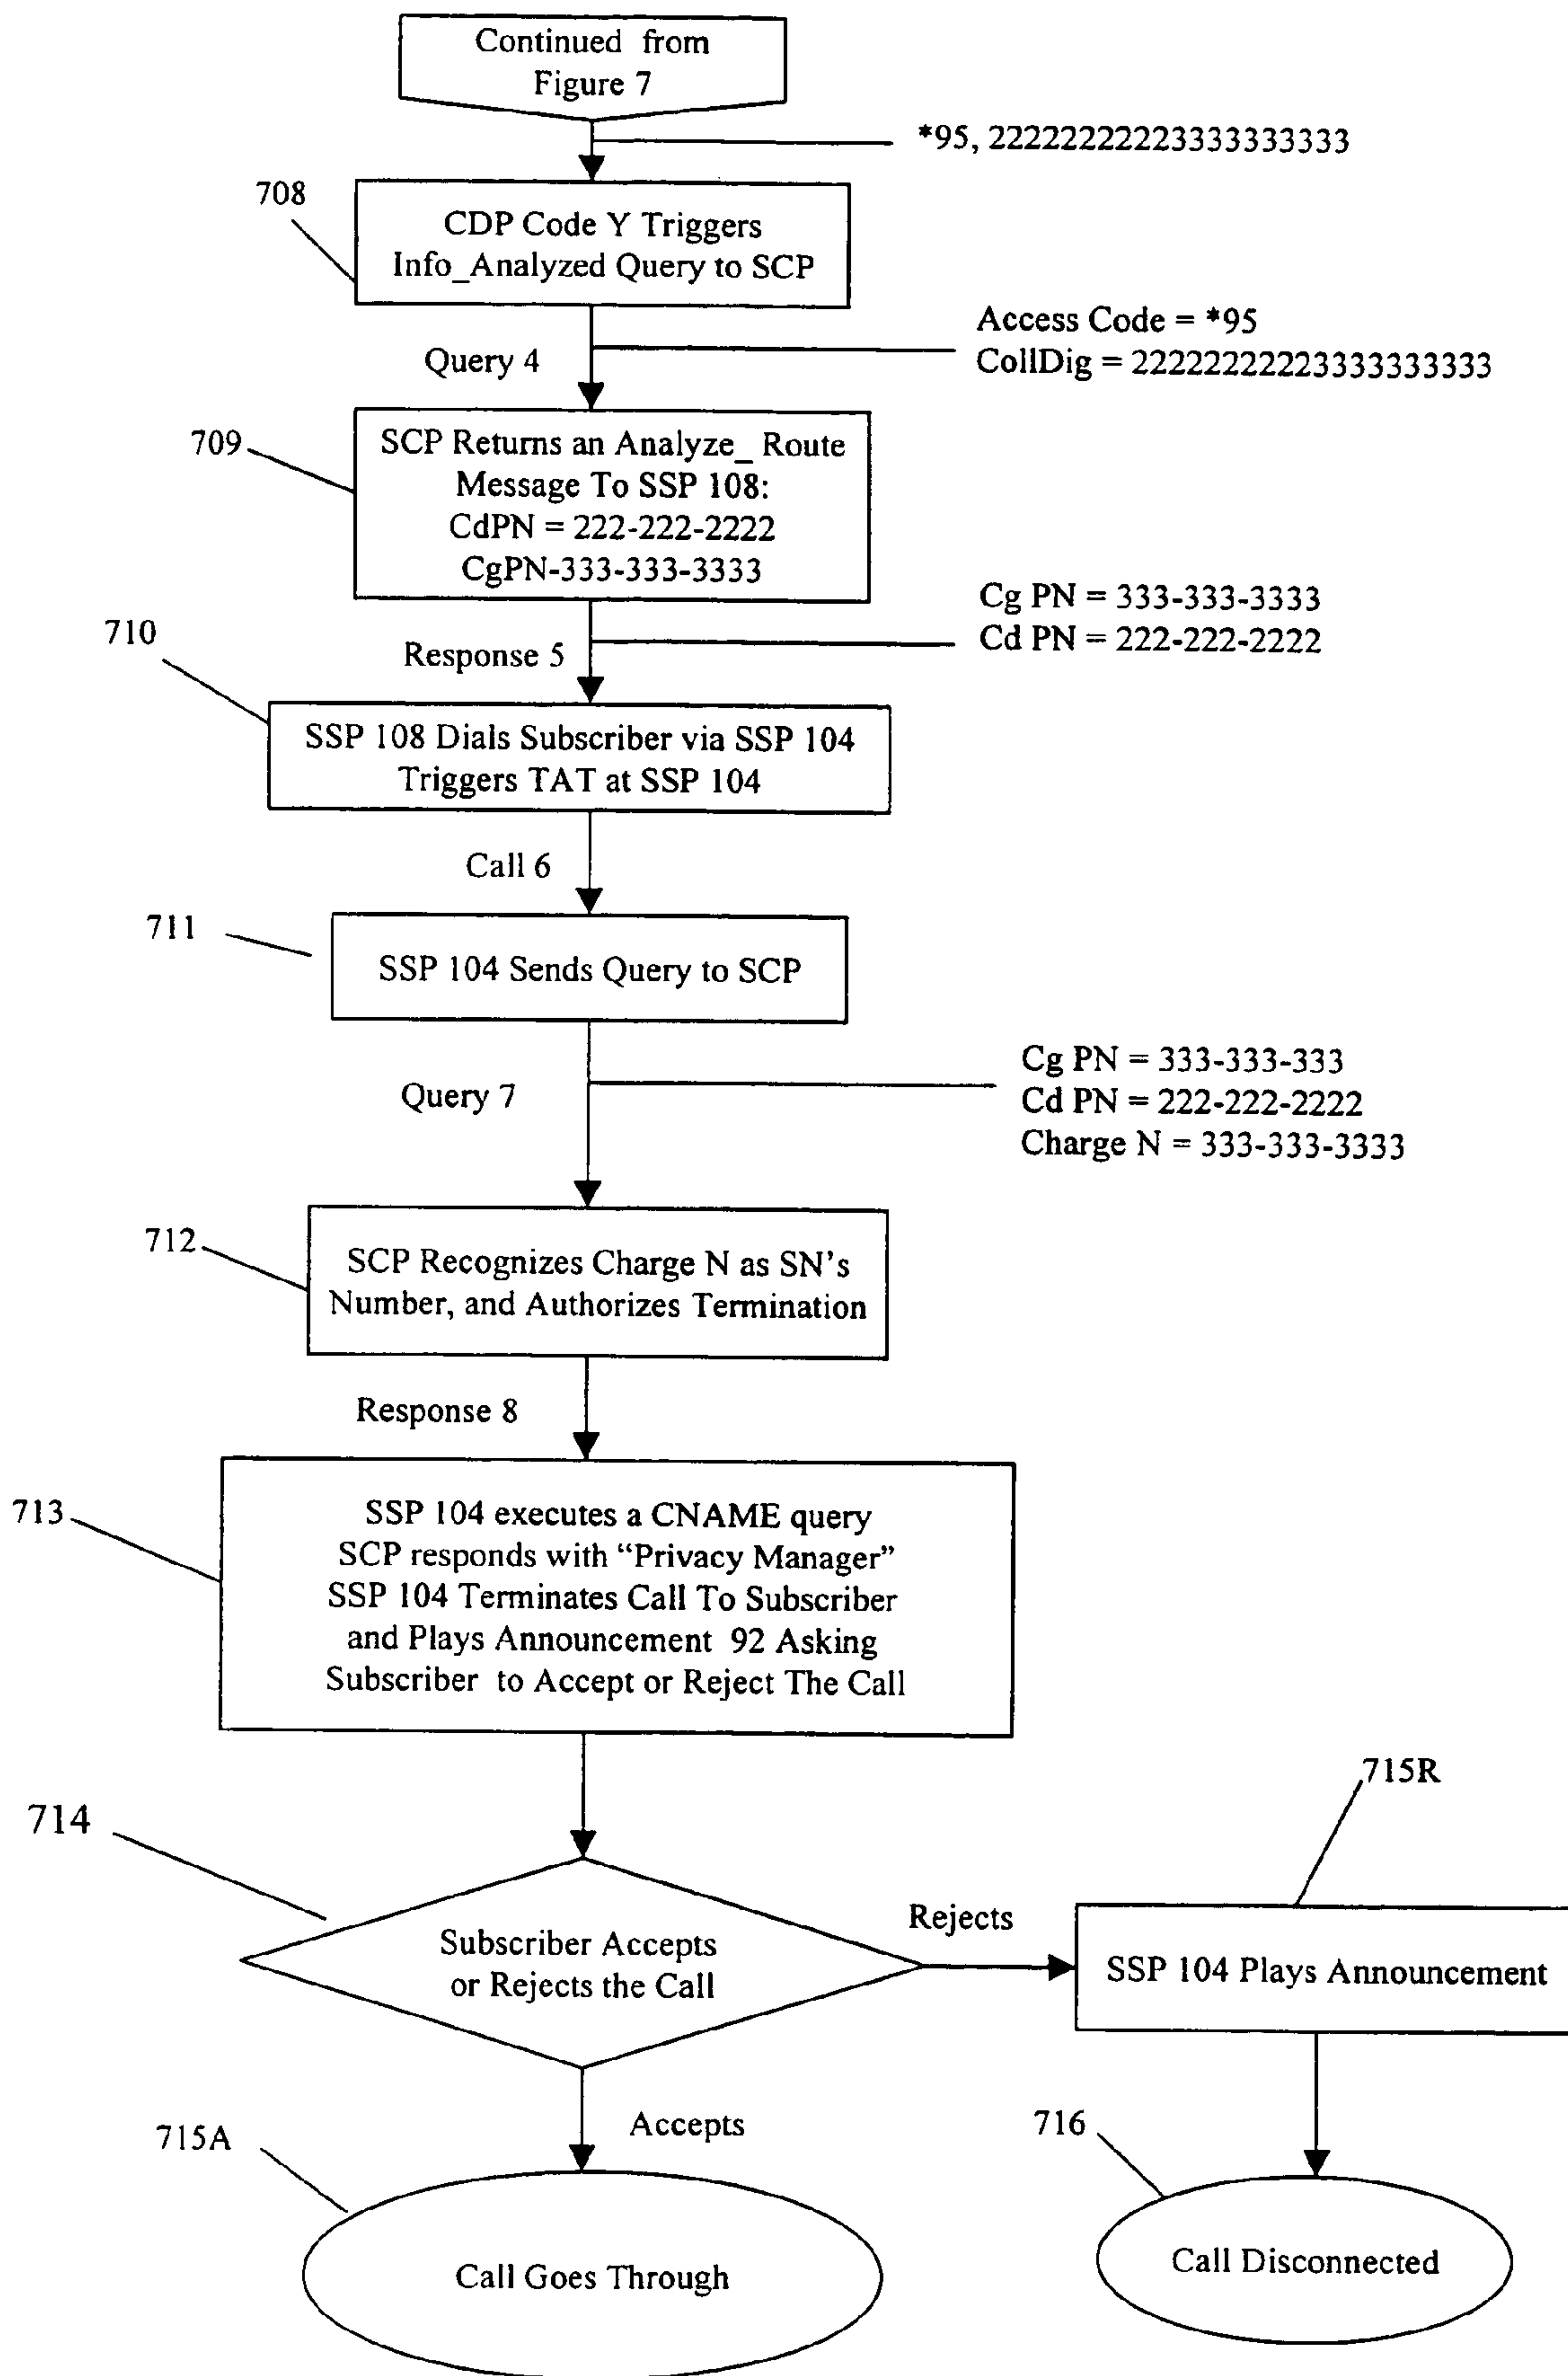 Continued from
Figure 7
*95, 22222222223333333333
708
CDP Code Y Triggers
Info_Analyzed Query to SCP
Query 4
Access Code = *95
CollDig = 22222222223333333333
709
SCP Returns an Analyze_ Route
Message To SSP 108:
CdPN = 222-222-2222
CgPN-333-333-3333
Response 5
Cg PN = 333-333-3333
Cd PN = 222-222-2222
710
SSP 108 Dials Subscriber via SSP 104
Triggers TAT at SSP 104
Call 6
711
SSP 104 Sends Query to SCP
Query 7
Cg PN = 333-333-333
Cd PN = 222-222-2222
Charge N = 333-333-3333
712
SCP Recognizes Charge N as SN's
Number, and Authorizes Termination
Response 8
713
SSP 104 executes a CNAME query
SCP responds with “Privacy Manager”
SSP 104 Terminates Call To Subscriber
and Plays Announcement 92 Asking
Subscriber to Accept or Reject The Call
714
Subscriber Accepts
or Rejects the Call
Rejects
715R
SSP 104 Plays Announcement
Accepts
715A
Call Goes Through
716
Call Disconnected